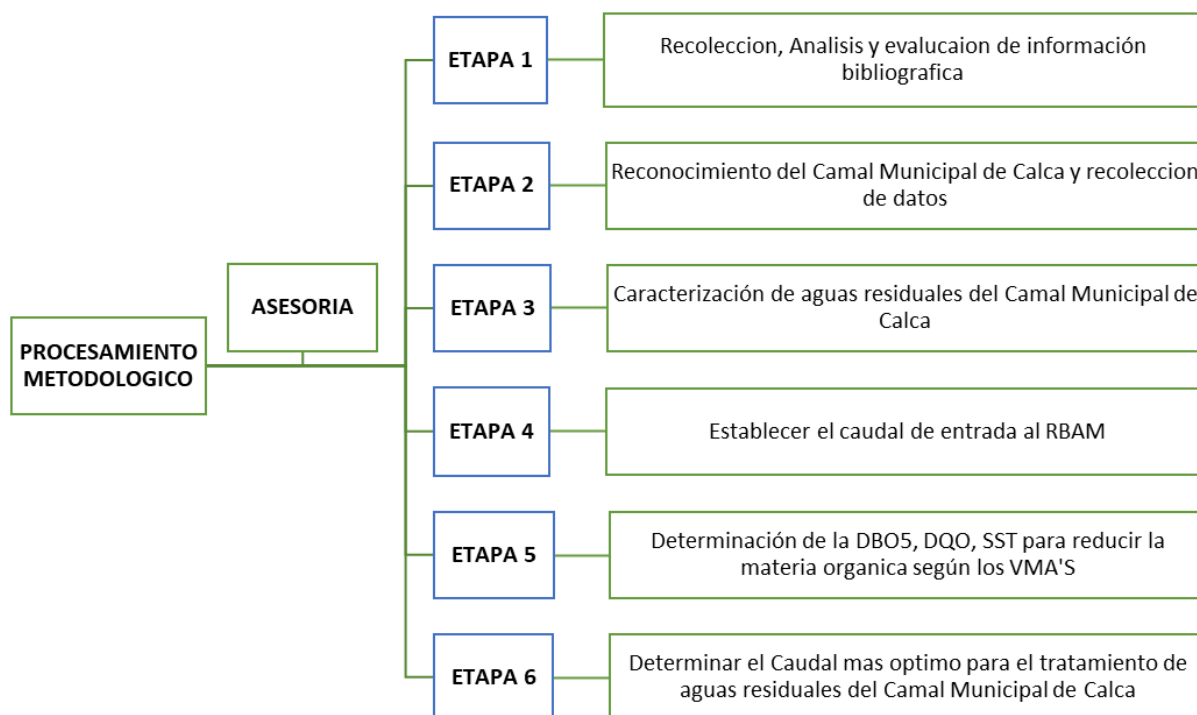 PROCESAMIENTO
METODOLOGICO
ASESORIA
ETAPA 1
Recoleccion, Analisis y evalucaion de información
bibliografica
ETAPA 2
Reconocimiento del Camal Municipal de Calca y recoleccion
de datos
ETAPA 3
Caracterización de aguas residuales del Camal Municipal de
Calca
ETAPA 4
Establecer el caudal de entrada al RBAM
ETAPA 5
Determinación de la DBO5, DQO, SST para reducir la
materia organica según los VMA'S
ETAPA 6
Determinar el Caudal mas optimo para el tratamiento de
aguas residuales del Camal Municipal de Calca